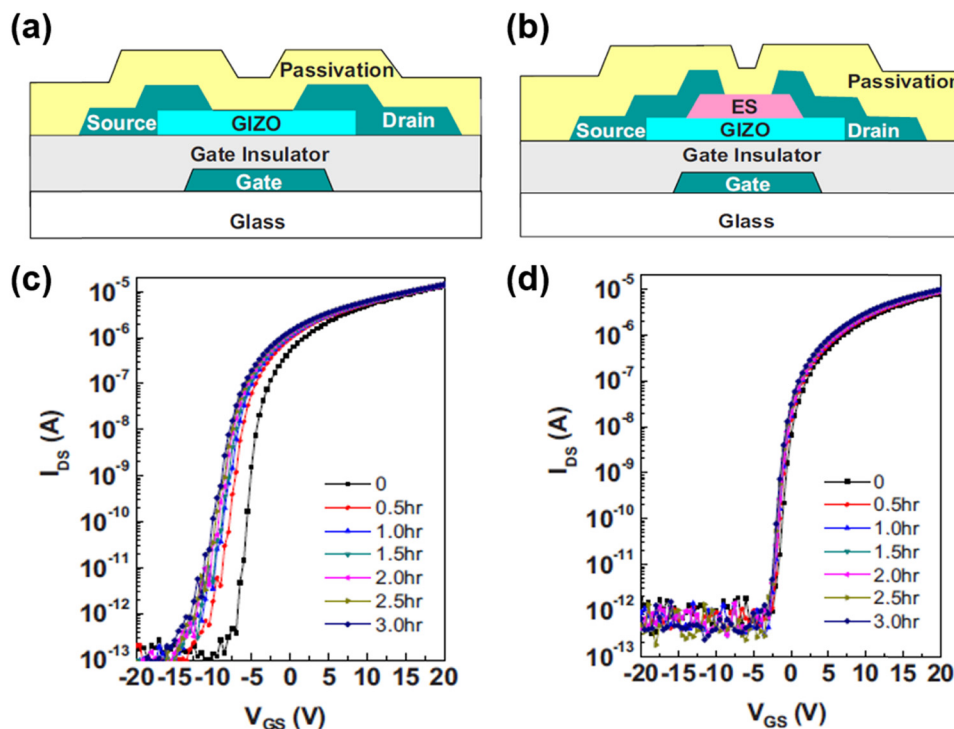 (a)
Passivation
Source
GIZO
Drain
Gate Insulator
Gate
Glass
(b)
Passivation
ES
Source
GIZO
Drain
Gate Insulator
Gate
Glass
(c)
I_DS (A)
10^-5
10^-6
10^-7
10^-8
10^-9
10^-10
10^-11
10^-12
10^-13
0
0.5hr
1.0hr
1.5hr
2.0hr
2.5hr
3.0hr
-20 -15 -10 -5 0 5 10 15 20
V_GS (V)
(d)
I_DS (A)
10^-5
10^-6
10^-7
10^-8
10^-9
10^-10
10^-11
10^-12
10^-13
0
0.5hr
1.0hr
1.5hr
2.0hr
2.5hr
3.0hr
-20 -15 -10 -5 0 5 10 15 20
V_GS (V)